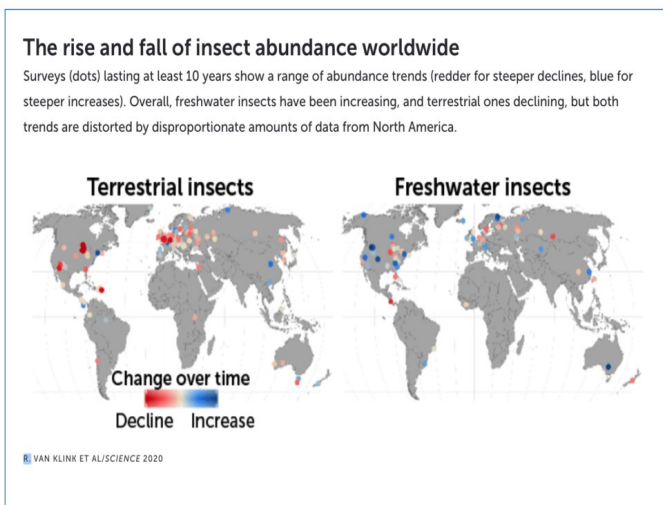 The rise and fall of insect abundance worldwide
Surveys (dots) lasting at least 10 years show a range of abundance trends (redder for steeper declines, blue for
steeper increases). Overall, freshwater insects have been increasing, and terrestrial ones declining, but both
trends are distorted by disproportionate amounts of data from North America.
Terrestrial insects
Freshwater insects
Change over time
Decline Increase
R. VAN KLINK ET AL/SCIENCE 2020